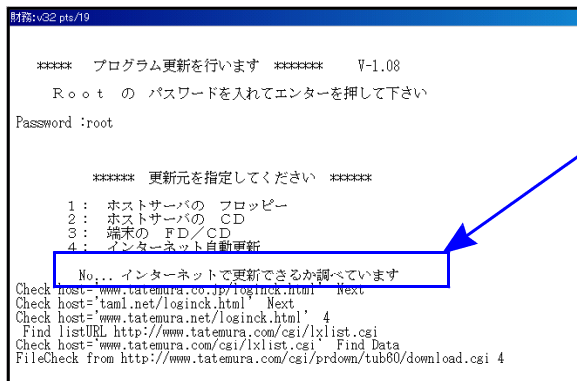 財務:v32 pts/19
***** プログラム更新を行います ******* V-1.08
Ｒｏｏｔ の パスワードを入れてエンターを押して下さい
Password :root
****** 更新元を指定してください ******
１： ホストサーバの フロッピー
２： ホストサーバの ＣＤ
３： 端末の ＦＤ／ＣＤ
４： インターネット自動更新
No... インターネットで更新できるか調べています
Check host='www.tatemura.co.jp/loginck.html' Next
Check host='taml.net/loginck.html' Next
Check host='www.tatemura.net/loginck.html' 4
Find listURL http://www.tatemura.com/cgi/lxlist.cgi
Check host='www.tatemura.com/cgi/lxlist.cgi' Find Data
FileCheck from http://www.tatemura.com/cgi/prdown/tub60/download.cgi 4